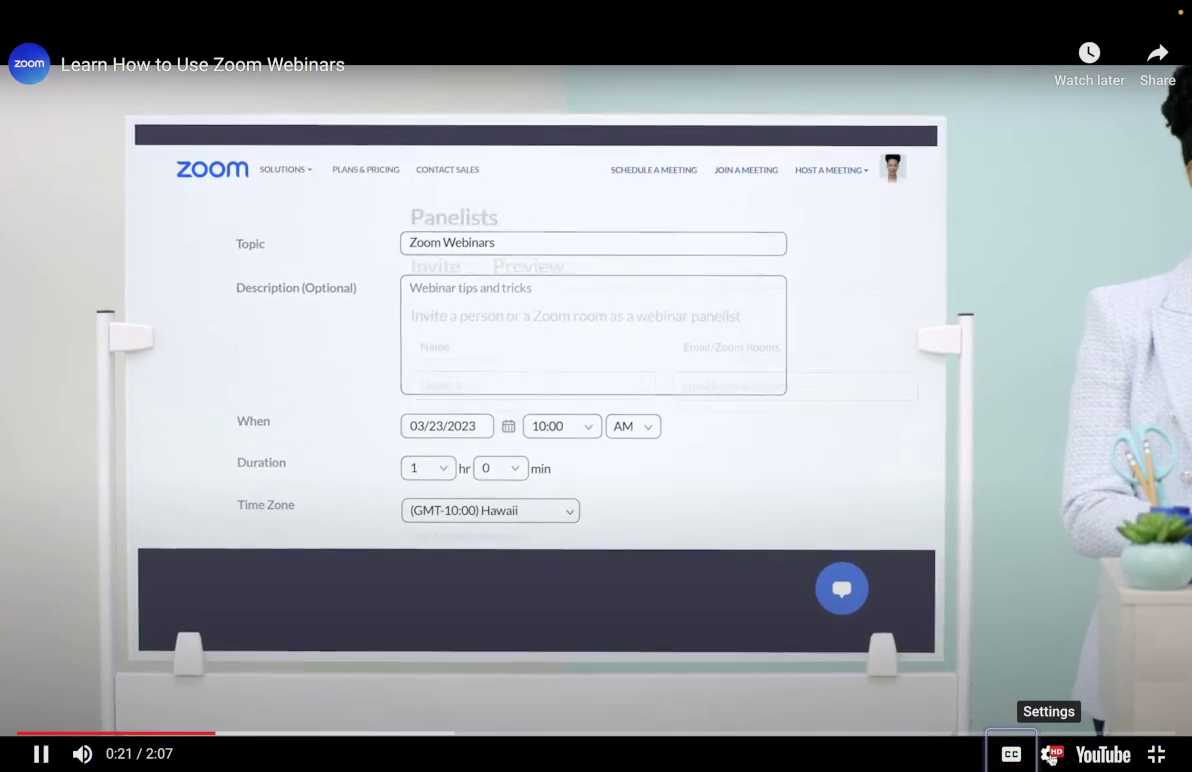 zoom Learn How to Use Zoom Webinars
Watch later Share
zoom SOLUTIONS PLANS & PRICING CONTACT SALES SCHEDULE A MEETING JOIN A MEETING HOST A MEETING
Panelists
Topic Zoom Webinars
Invite Preview
Description (Optional) Webinar tips and tricks
Invite a person or a Zoom room as a webinar panelist
Name Email/Zoom Rooms
When 03/23/2023 10:00 AM
Duration 1 hr 0 min
Time Zone (GMT-10:00) Hawaii
Settings
0:21 / 2:07 CC HD YouTube